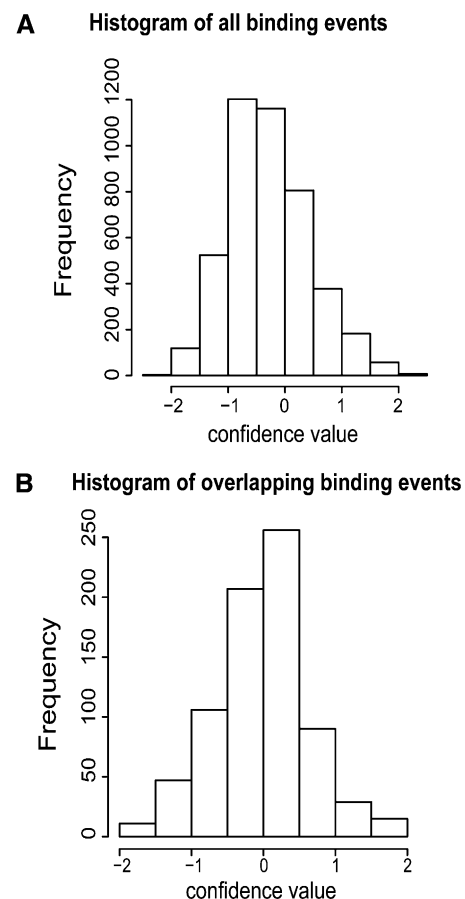 A Histogram of all binding events
Frequency
0 200 400 600 800 1000 1200
−2 −1 0 1 2
confidence value
B Histogram of overlapping binding events
Frequency
0 50 100 150 200 250
−2 −1 0 1 2
confidence value